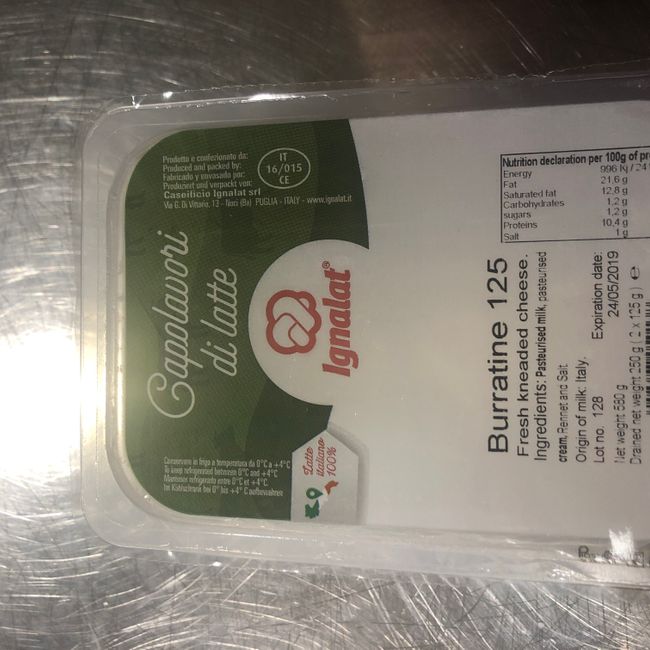 Prodotto e confezionato da:
Produced and packed by:
Fabricado y envasado por:
Produziert und verpackt von:
Caseificio Ignalat srl
Via G. Di Vittorio, 13 - Noci (Ba) PUGLIA - ITALY - www.ignalat.it
IT
16/015
CE
Capolavori
di latte
Ignalat®
Conservare in frigo a temperatura da 0°C a +4°C
To keep refrigerated between 0°C and +4°C
Mantener refrigerado entre 0°C et +4°C
Im Kühlschrank bei 0° bis +4° C aufbewahren
Latte
italiano
100%
Nutrition declaration per 100g of
Energy 996 kj / 24
Fat 21,6 g
Saturated fat 12,8 g
Carbohydrates 1,2 g
sugars 1,2 g
Proteins 10,4 g
Salt 1 g
Burratine 125
Fresh kneaded cheese.
Ingredients: Pasteurised milk, pasteurised
cream, Rennet and Salt
Origin of milk: Italy.
Lot no. 128 Expiration date:
24/05/2019
Net weight 580 g
Drained net weight 250 g ( 2 x 125 g ) e